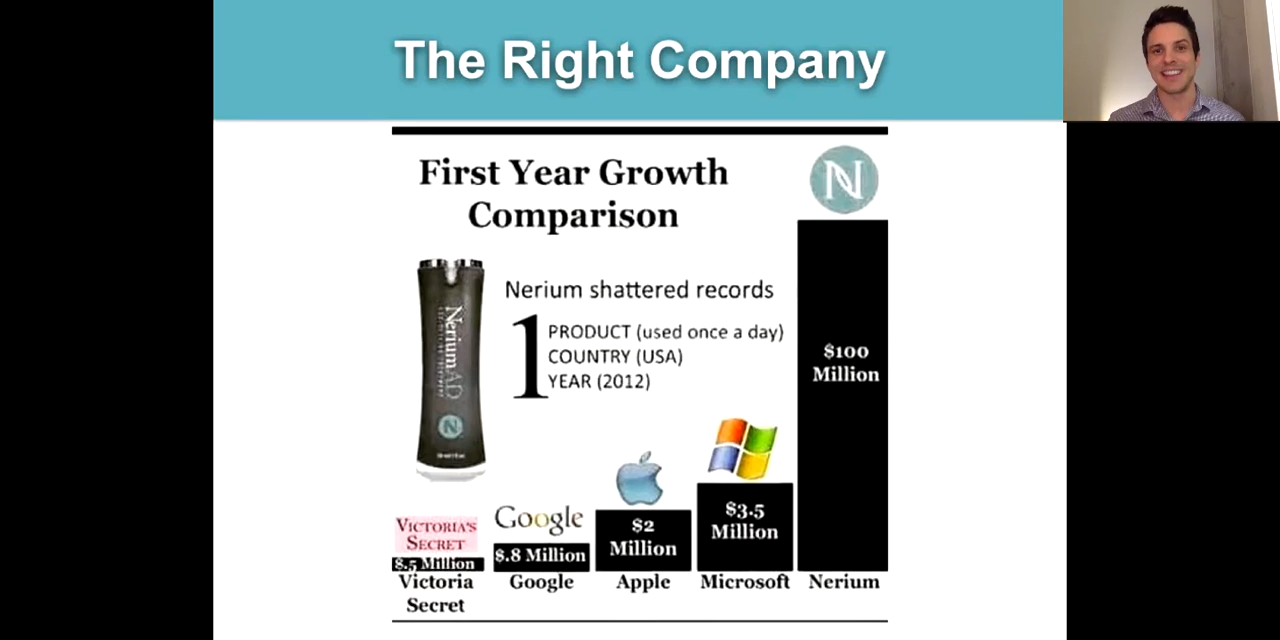 The Right Company
First Year Growth
Comparison
N
Nerium shattered records
1
PRODUCT (used once a day)
COUNTRY (USA)
YEAR (2012)
NeriumAD
N
$100
Million
$3.5
Million
$2
Million
Google
$.8 Million
VICTORIA'S
SECRET
$.5 Million
Victoria
Secret
Google
Apple
Microsoft
Nerium